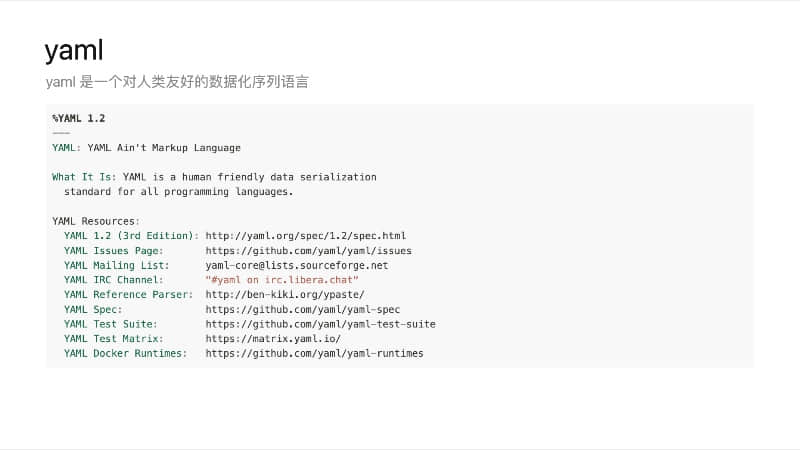 yaml
yaml 是一个对人类友好的数据化序列语言
%YAML 1.2
---
YAML: YAML Ain't Markup Language
What It Is: YAML is a human friendly data serialization
standard for all programming languages.
YAML Resources:
YAML 1.2 (3rd Edition): http://yaml.org/spec/1.2/spec.html
YAML Issues Page: https://github.com/yaml/yaml/issues
YAML Mailing List: yaml-core@lists.sourceforge.net
YAML IRC Channel: "#yaml on irc.libera.chat"
YAML Reference Parser: http://ben-kiki.org/ypaste/
YAML Spec: https://github.com/yaml/yaml-spec
YAML Test Suite: https://github.com/yaml/yaml-test-suite
YAML Test Matrix: https://matrix.yaml.io/
YAML Docker Runtimes: https://github.com/yaml/yaml-runtimes